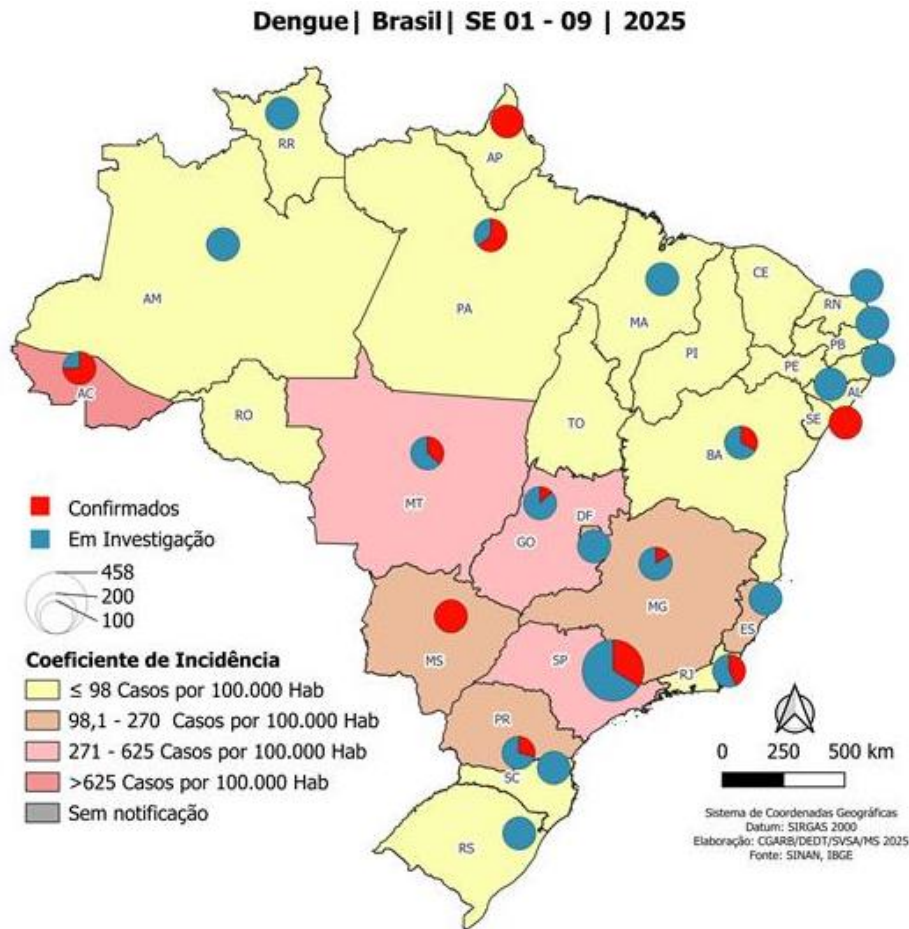 Dengue| Brasil| SE 01 - 09 | 2025
RR
AP
AM
PA
MA
CE
RN
PB
PI
PE
AL
SE
AC
RO
TO
BA
MT
DF
GO
MG
ES
MS
SP
RJ
PR
SC
RS
Confirmados
Em Investigação
458
200
100
Coeficiente de Incidência
≤ 98 Casos por 100.000 Hab
98,1 - 270 Casos por 100.000 Hab
271 - 625 Casos por 100.000 Hab
>625 Casos por 100.000 Hab
Sem notificação
0 250 500 km
Sistema de Coordenadas Geográficas
Datum: SIRGAS 2000
Elaboração: CGARB/DEDT/SVSA/MS 2025
Fonte: SINAN, IBGE